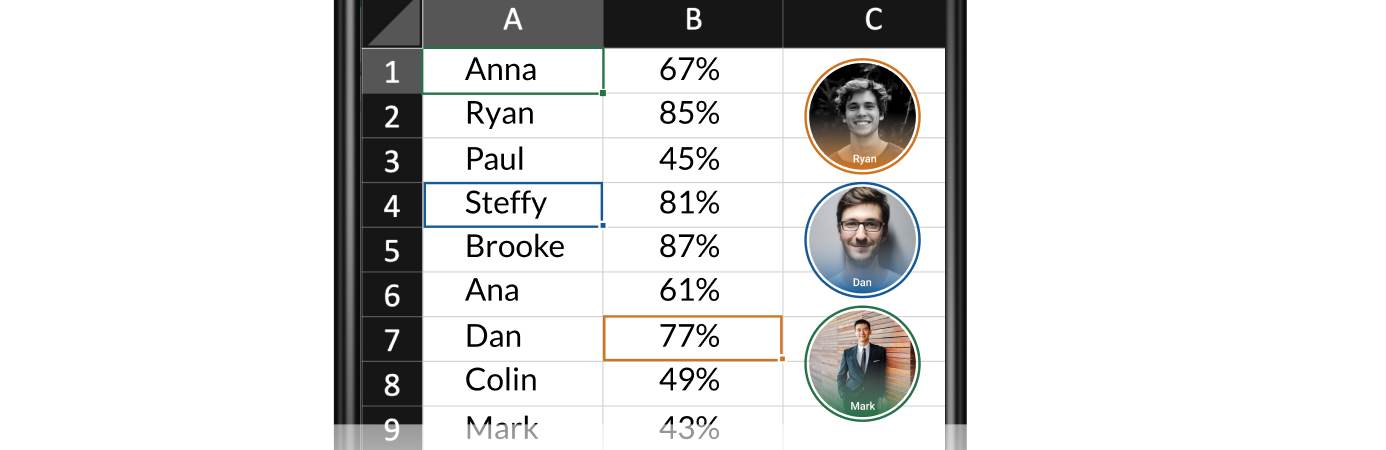 A B C
1 Anna 67%
2 Ryan 85%
3 Paul 45%
4 Steffy 81%
5 Brooke 87%
6 Ana 61%
7 Dan 77%
8 Colin 49%
9 Mark 43%
Ryan
Dan
Mark